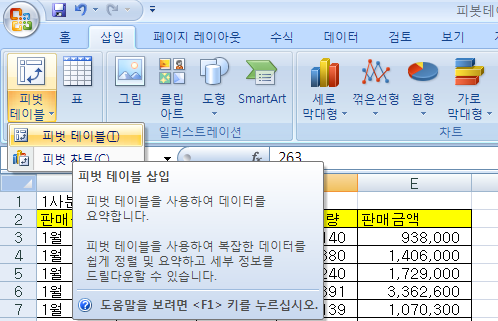 피봇테이
홈 삽입 페이지 레이아웃 수식 데이터 검토 보기
피벗 테이블 표 그림 클립 아트 도형 SmartArt 세로 막대형 꺾은선형 원형 가로 막대형
일러스트레이션 차트
피벗 테이블(T)
피벗 차트(C)
fx 263
피벗 테이블 삽입
피벗 테이블을 사용하여 데이터를
요약합니다.
피벗 테이블을 사용하여 복잡한 데이터를
쉽게 정렬 및 요약하고 세부 정보를
드릴다운할 수 있습니다.
도움말을 보려면 <F1> 키를 누르십시오.
E
1 1사분
2 판매 량 판매금액
3 1월 140 938,000
4 1월 380 1,406,000
5 1월 240 1,729,000
6 1월 391 3,362,600
7 1월 139 1,070,300